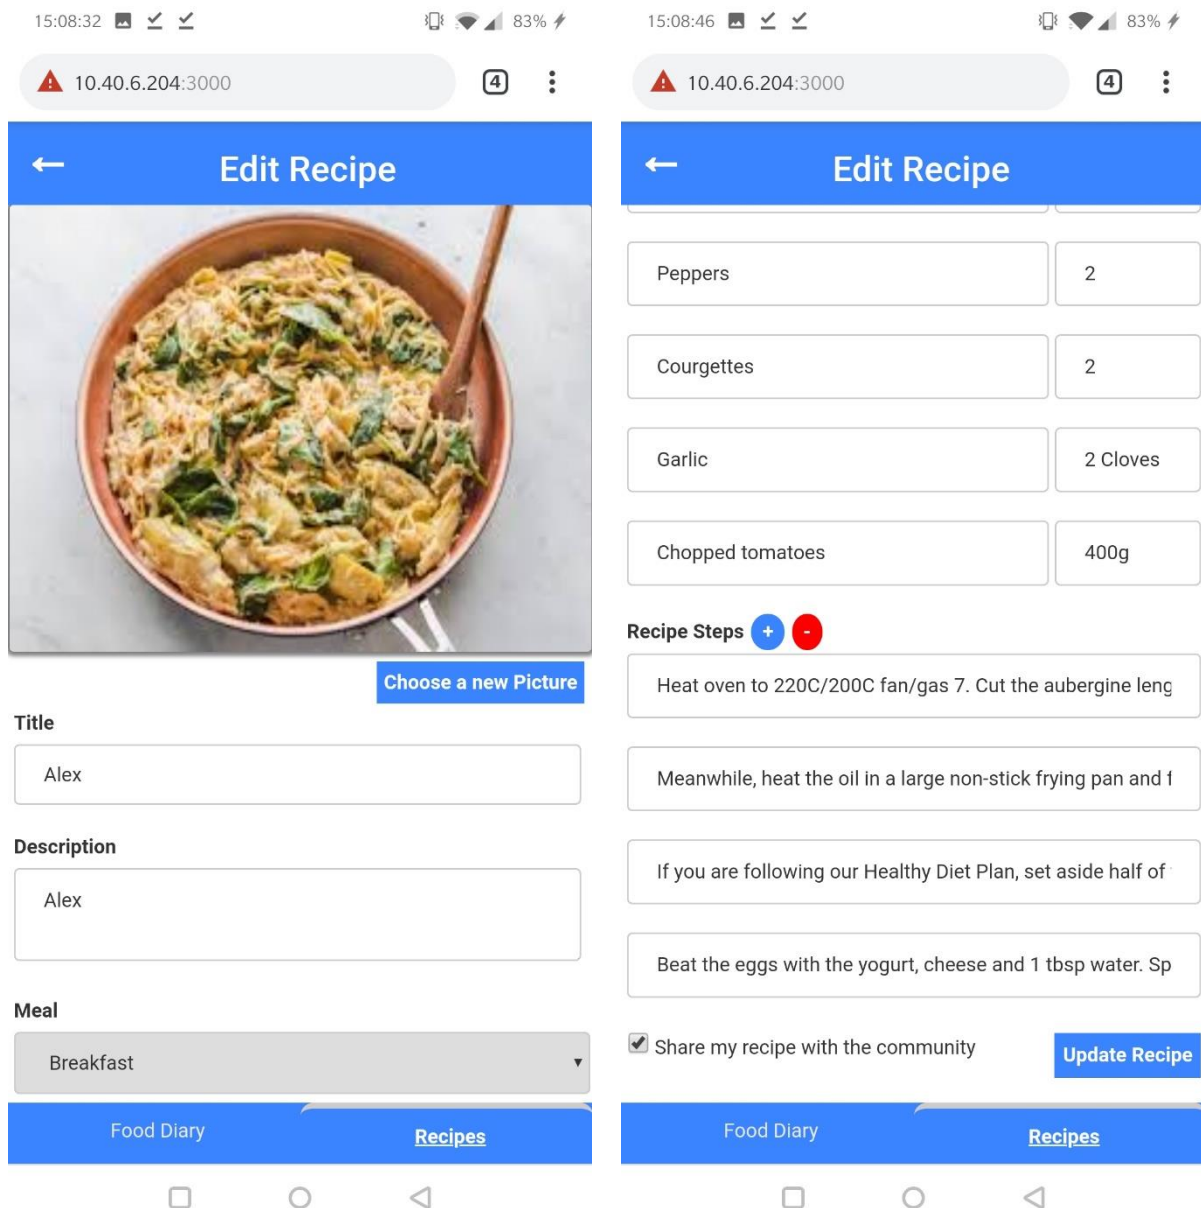 15:08:32
83%
10.40.6.204:3000
4
Edit Recipe
Choose a new Picture
Title
Alex
Description
Alex
Meal
Breakfast
Food Diary
Recipes
15:08:46
83%
10.40.6.204:3000
4
Edit Recipe
Peppers 2
Courgettes 2
Garlic 2 Cloves
Chopped tomatoes 400g
Recipe Steps + -
Heat oven to 220C/200C fan/gas 7. Cut the aubergine leng
Meanwhile, heat the oil in a large non-stick frying pan and f
If you are following our Healthy Diet Plan, set aside half of
Beat the eggs with the yogurt, cheese and 1 tbsp water. Sp
Share my recipe with the community
Update Recipe
Food Diary
Recipes